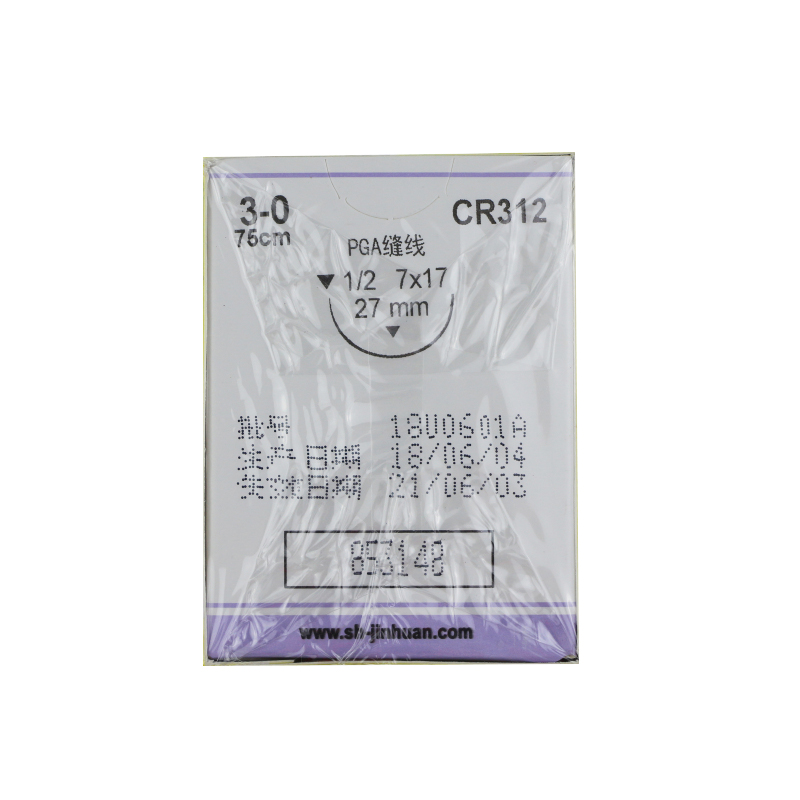 3-0 CR312
75cm
PGA缝线
1/2 7x17
27 mm
批号 18U0601A
生产日期 18/06/04
失效日期 21/06/03
853148
www.sh-jinhuan.com